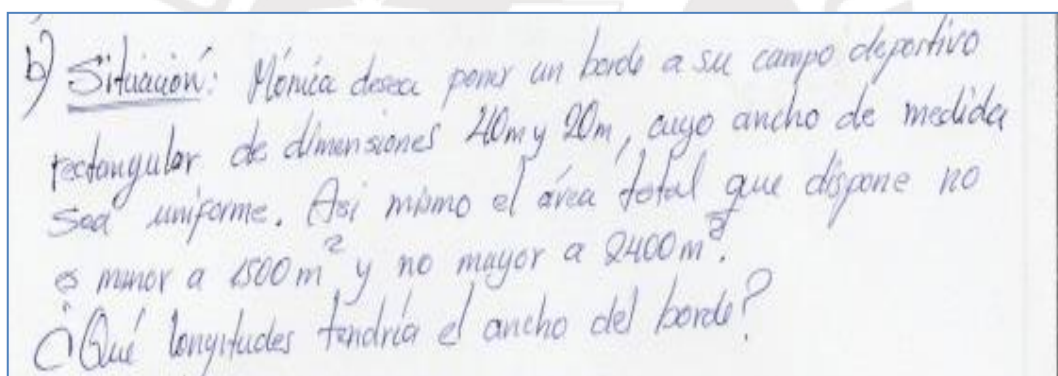 b) Situación: Mónica desea poner un borde a su campo deportivo
rectangular de dimensiones 40m y 20m, cuyo ancho de medida
sea uniforme. Asi mismo el área total que dispone no
es menor a 1500 m² y no mayor a 2400 m².
¿Qué longitudes tendría el ancho del borde?